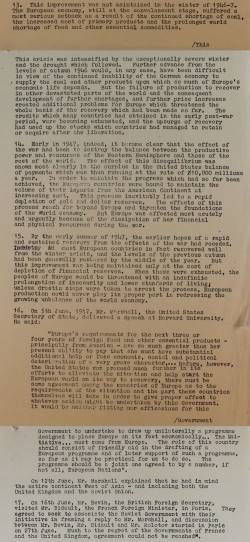 13. This improvement was not maintained in the winter of 1946-7.
The European economy, still at the convalescent stage, suffered a
most serious setback as a result of the continued shortage of coal,
the increased cost of primary products and the prolonged world
shortage of food and other essential commodities.
/This
This crisis was intensified by the exceptionally severe winter
and the drought which followed. Further advance from the
levels of autumn 1946 would, in any case, have been difficult
in view of the continued inability of the German economy to
supply the coal and other products upon which so much of Europe's
economic life depends. But the failure of production to recover
in other devastated parts of the world and the consequent
development of further shortages, and further price increases
created additional problems for Europe which threatened the
whole basis of the recovery which had been made so far. The
credits which many countries had obtained in the early post-war
period, were becoming exhausted, and the upsurge of recovery
had used up the stocks which countries had managed to retain
or acquire after the liberation.
14. Early in 1947, indeed, it became clear that the effect of
the war had been to destroy the balance between the productive
power and resources of the Western Hemisphere and those of the
rest of the world. The effect of this disequilibrium was
shown most clearly in the surplus in the United States balance
of payments which was then running at the rate of $10,000 millions
a year. In order to maintain the progress which had so far been
achieved, the European countries were bound to maintain the
volume of their imports from the American Continent at
increasing cost, and this in turn inevitably led to a rapid
depletion of gold and dollar reserves. The effects of this
process reach far beyond Europe and threaten the foundations
of the world economy. But Europe was affected most acutely
and urgently because of the dissipation of her financial
and physical resources during the war.
15. By the early summer of 1947, the earlier hopes of a rapid
and sustained recovery from the effects of the war had receded.
most European countries in fact recovered well
from the winter crisis, and the levels of the previous autumn
had been generally restored by the middle of the year. But
this improvement was made possible only at the cost of a heavy
depletion of financial reserves. When these were exhausted, the
peoples of Europe would be threatened with an indefinite
prolongation of insecurity and lower standards of living
unless drastic steps were taken to arrest the process. European
production could never play its proper part in redressing the
growing unbalance of the world economy.
16. On 5th June, 1947, Mr. Marshall, the United States
Secretary of State, delivered a speech at Harvard University.
He said:
"Europe's requirements for the next three or
four years of foreign food and other essential products -
principally from America - are so much greater than her
present ability to pay that she must have substantial
additional help or face economic, social and political
deterioration of a very grave character... It is
the United States can proceed much further in its
efforts to alleviate the situation and help start the
European world on its way to recovery, there must be
some agreement among the countries of Europe as to the
requirements of the situation and the part those countries
themselves will take in order to give proper effect to
whatever action might be undertaken by this Government.
It would be neither fitting nor efficacious for this
/Government
Government to undertake to draw up unilaterally a programme
designed to place Europe on its feet economically.. The ini-
tiative... must come from Europe. The role of this country
should consist of friendly aid in the drafting of a
European programme and of later support of such a programme,
so far as it may be practical for us to do so. The
programme should be a joint one agreed to by a number, if
not all, European Nations".
On 12th June, Mr. Marshall explained that he had in mind
the entire continent west of Asia - and including both the
United Kingdom and the Soviet Union.
17. On 16th June, Mr. Bevin, the British Foreign Secretary,
visited Mr. Bidault, the French Foreign Minister, in Paris. They
agreed to seek to associate the Soviet Government with their
initiative in framing a reply to Mr. Marshall, and discussion
between Mr. Bevin, Mr. Bidault and Mr. Molotov started in Paris
on 27th June. Much to the regret of the Governments of France
and the United Kingdom, agreement could not be reached".